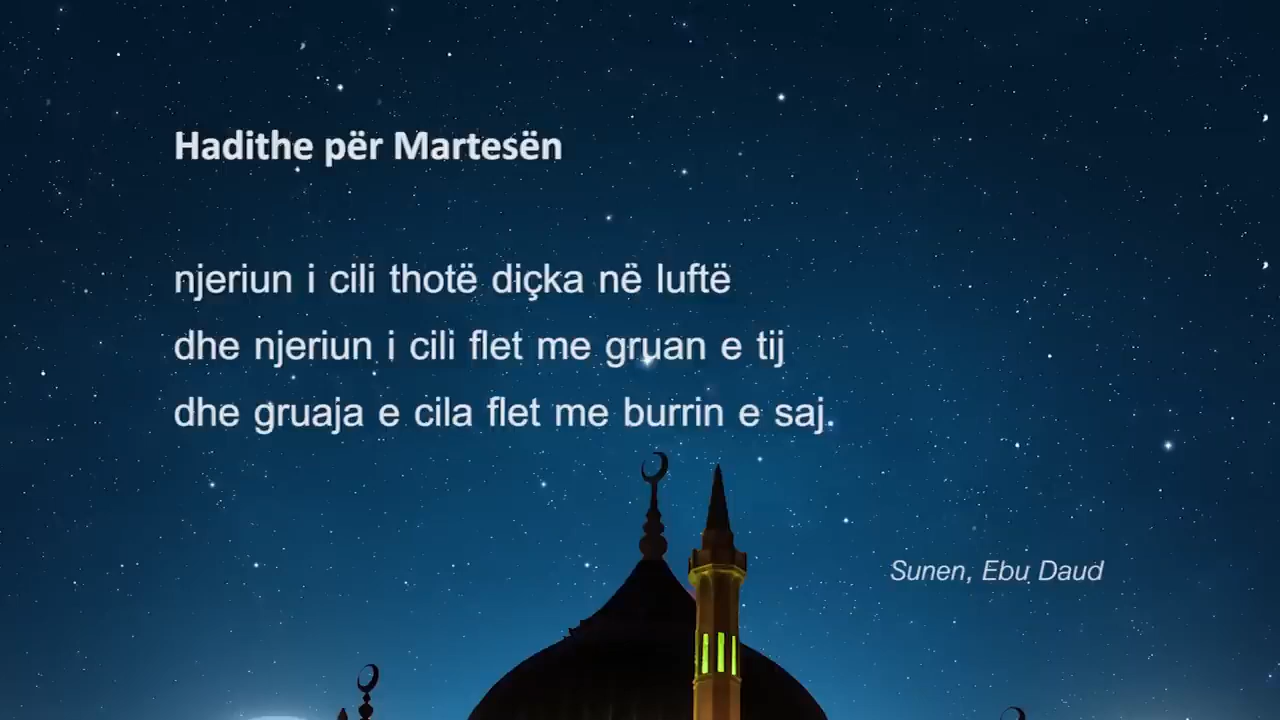 Hadithe për Martesën
njeriun i cili thotë diçka në luftë
dhe njeriun i cili flet me gruan e tij
dhe gruaja e cila flet me burrin e saj.
Sunen, Ebu Daud